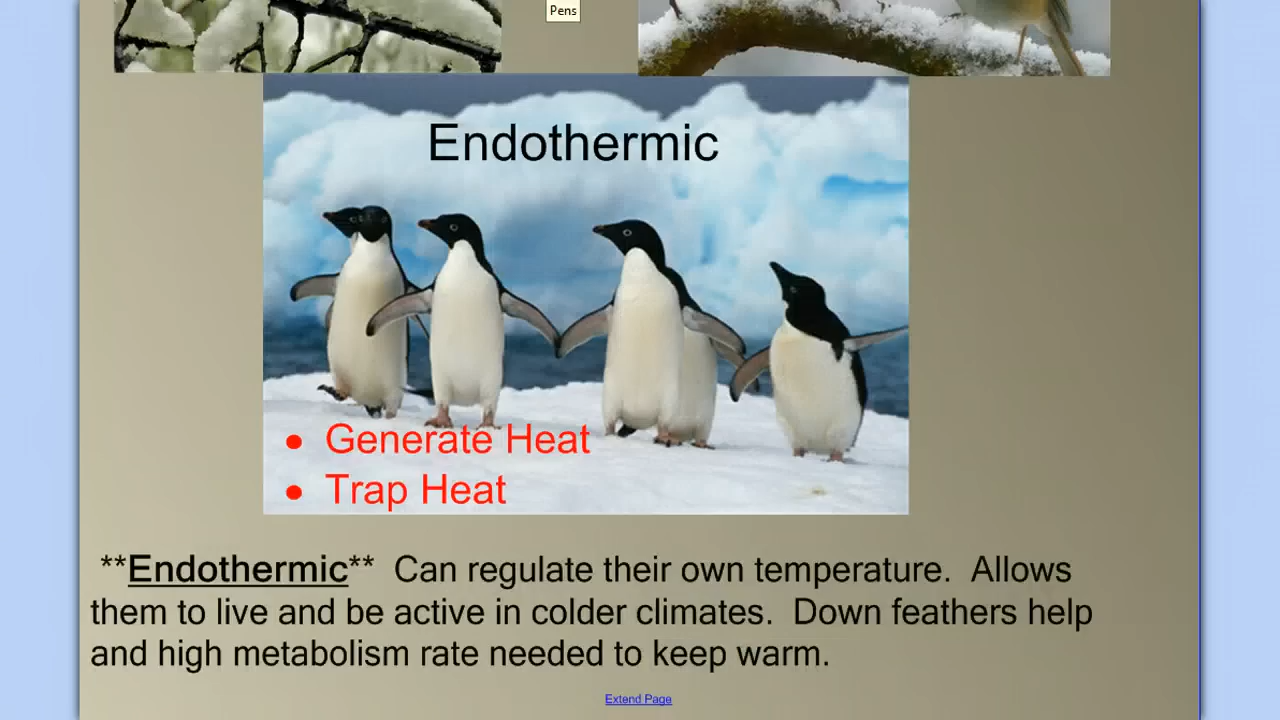 Pens
Endothermic
• Generate Heat
• Trap Heat
**Endothermic** Can regulate their own temperature. Allows
them to live and be active in colder climates. Down feathers help
and high metabolism rate needed to keep warm.
Extend Page